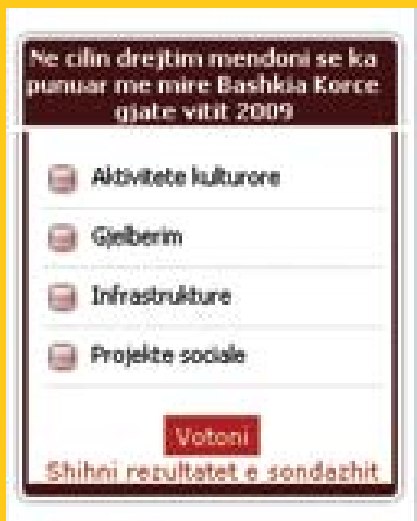 Ne cilin drejtim mendoni se ka
punuar me mire Bashkia Korce
gjate vitit 2009
Aktivitete kulturore
Gjelberim
Infrastrukture
Projekte sociale
Votoni
Shihni rezultatet e sondazhit